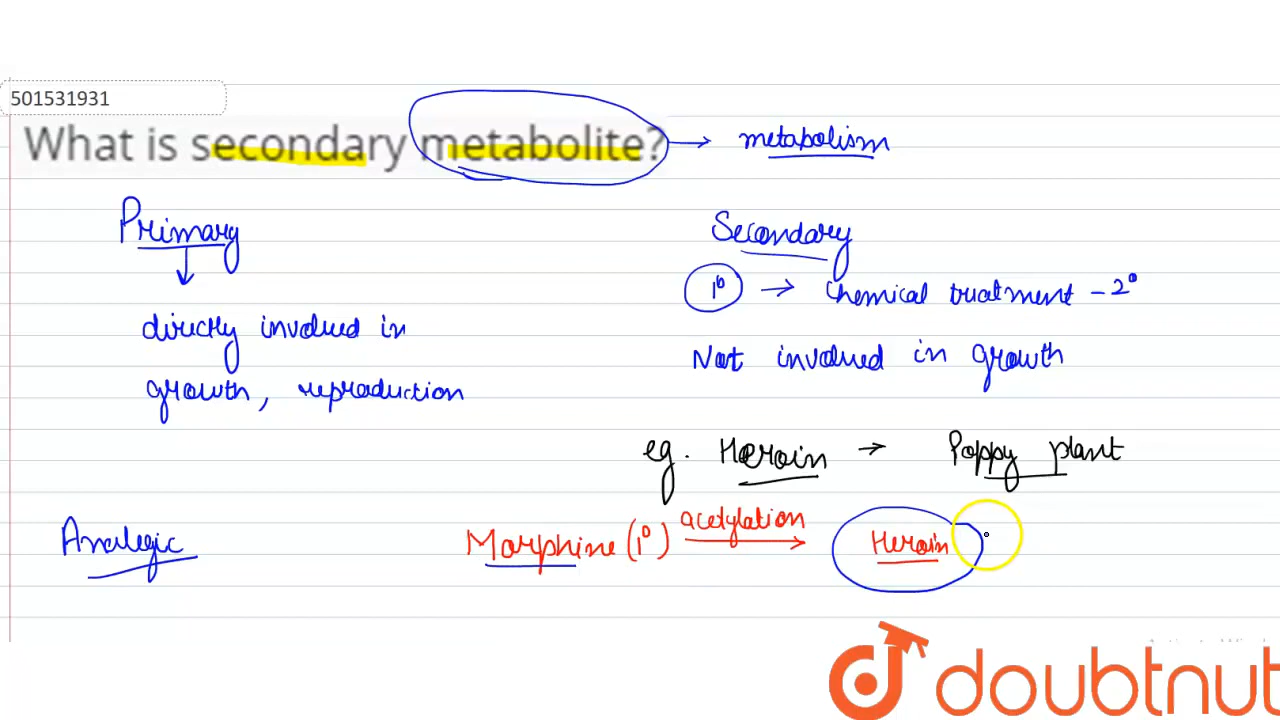 501531931
What is secondary metabolite? → metabolism
Primary
Secondary
1° → Chemical treatment - 2°
directly involved in
growth, reproduction
Not involved in growth
eg. Heroin → Poppy plant
Analegic
Morphine (1°) acetylation → Heroin
doubtnut